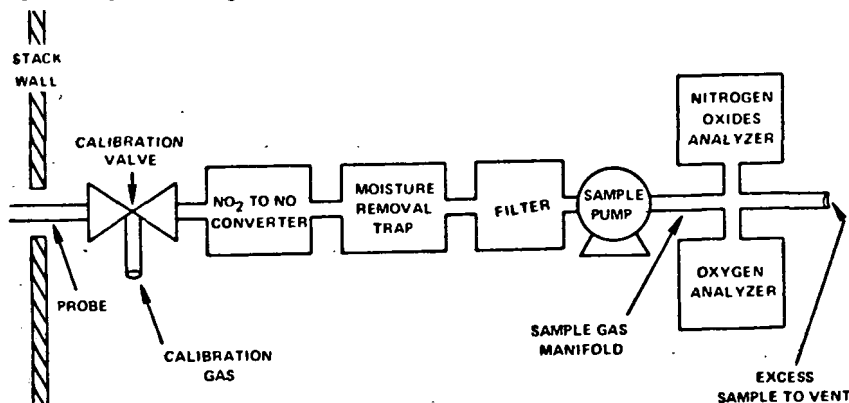 STACK
WALL
CALIBRATION
VALVE
NO2 TO NO
CONVERTER
MOISTURE
REMOVAL
TRAP
FILTER
SAMPLE
PUMP
NITROGEN
OXIDES
ANALYZER
OXYGEN
ANALYZER
PROBE
CALIBRATION
GAS
SAMPLE GAS
MANIFOLD
EXCESS
SAMPLE TO VENT